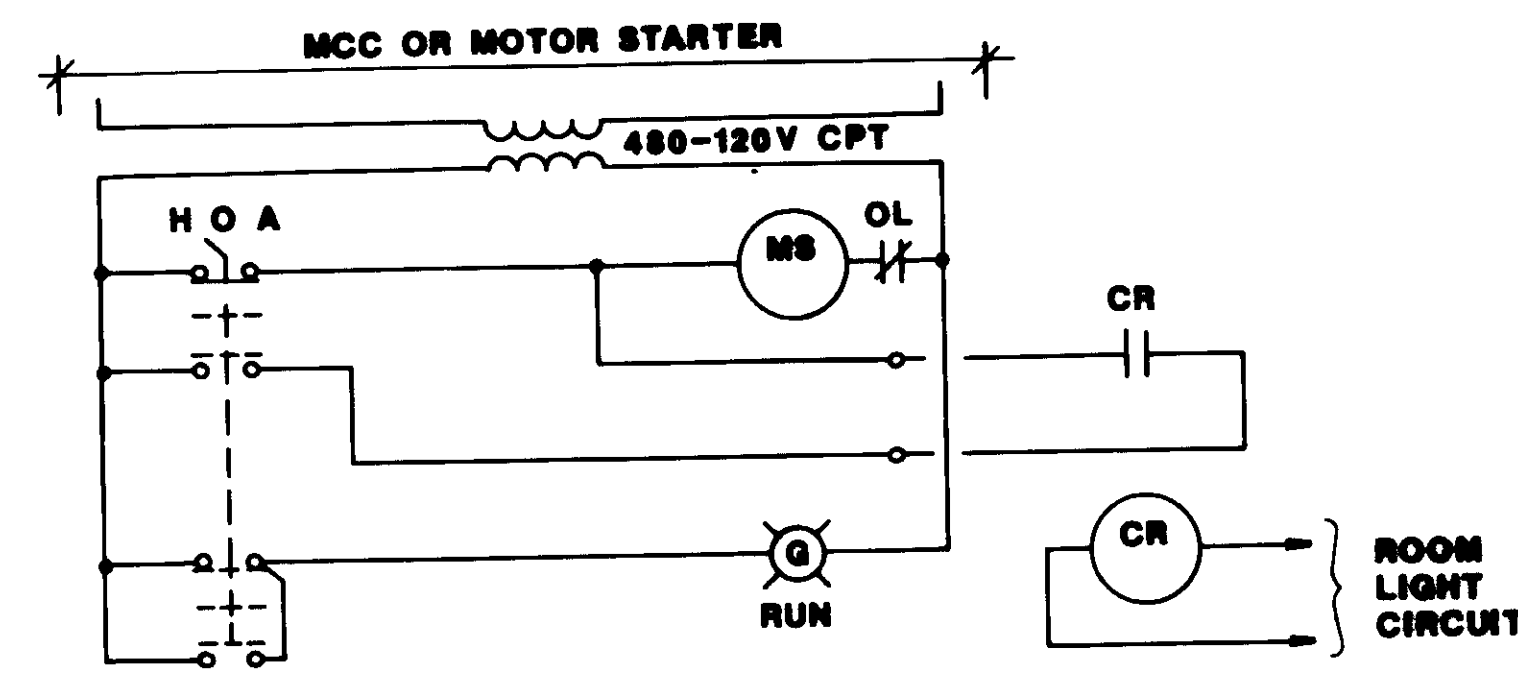 MCC OR MOTOR STARTER
480-120V CPT
H O A
OL
MS
CR
G
RUN
CR
ROOM
LIGHT
CIRCUIT